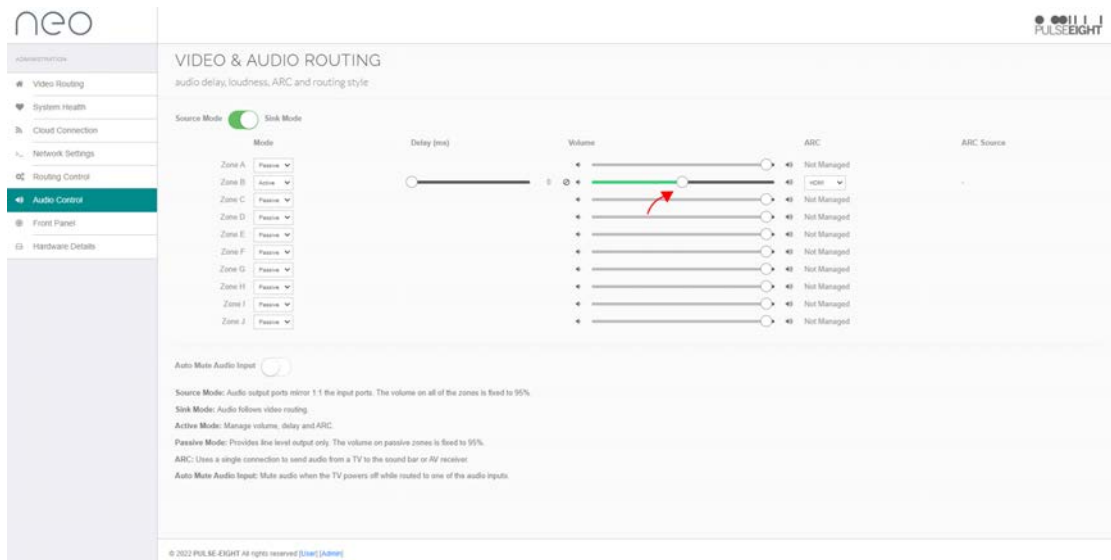 neo
PULSEEIGHT
ADMINISTRATION
Video Routing
System Health
Cloud Connection
Network Settings
Routing Control
Audio Control
Front Panel
Hardware Details
VIDEO & AUDIO ROUTING
audio delay, loudness, ARC and routing style
Source Mode Sink Mode
Mode Delay (ms) Volume ARC ARC Source
Zone A Passive Not Managed
Zone B Active 0 HDMI -
Zone C Passive Not Managed
Zone D Passive Not Managed
Zone E Passive Not Managed
Zone F Passive Not Managed
Zone G Passive Not Managed
Zone H Passive Not Managed
Zone I Passive Not Managed
Zone J Passive Not Managed
Auto Mute Audio Input
Source Mode: Audio output ports mirror 1:1 the input ports. The volume on all of the zones is fixed to 95%
Sink Mode: Audio follows video routing.
Active Mode: Manage volume, delay and ARC.
Passive Mode: Provides line level output only. The volume on passive zones is fixed to 95%.
ARC: Uses a single connection to send audio from a TV to the sound bar or AV receiver.
Auto Mute Audio Input: Mute audio when the TV powers off while routed to one of the audio inputs.
© 2022 PULSE-EIGHT All rights reserved [User] [Admin]